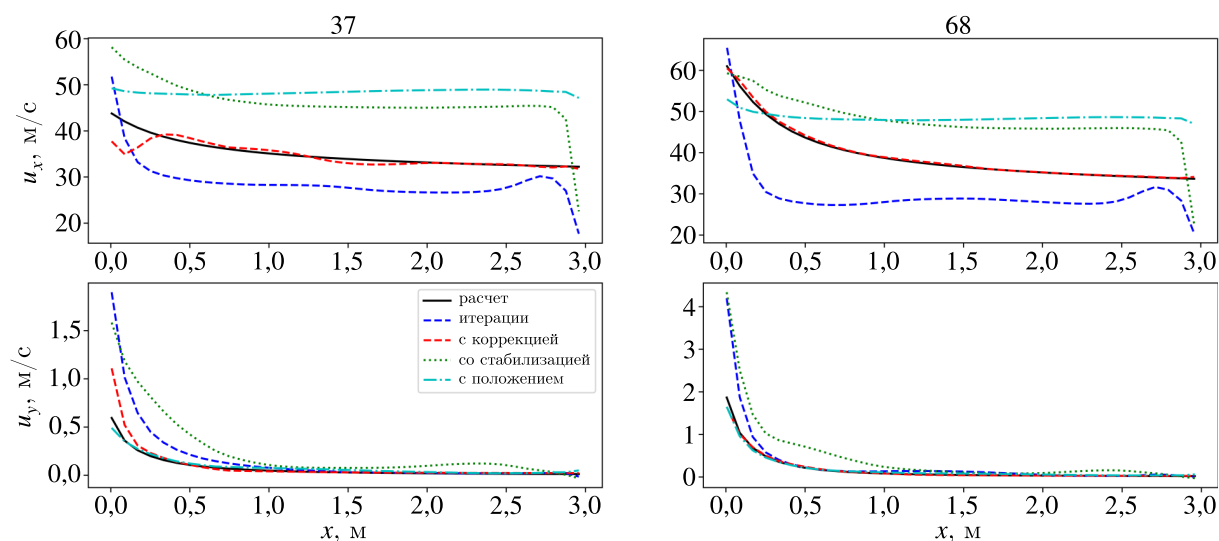 37
60
50
40
30
20
u_x, м/с
0,0 0,5 1,0 1,5 2,0 2,5 3,0
68
60
50
40
30
20
0,0 0,5 1,0 1,5 2,0 2,5 3,0
1,5
1,0
0,5
0,0
u_y, м/с
расчет
итерации
с коррекцией
со стабилизацией
с положением
0,0 0,5 1,0 1,5 2,0 2,5 3,0
x, м
4
3
2
1
0
0,0 0,5 1,0 1,5 2,0 2,5 3,0
x, м